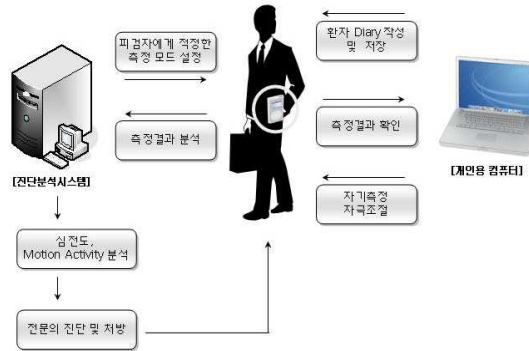 피검자에게 적정한
측정 모드 설정
환자 Diary 작성
및 저장
측정결과 분석
측정결과 확인
[진단분석시스템]
[개인용 컴퓨터]
자기측정
자극조절
심전도,
Motion Activity 분석
전문의 진단 및 처방